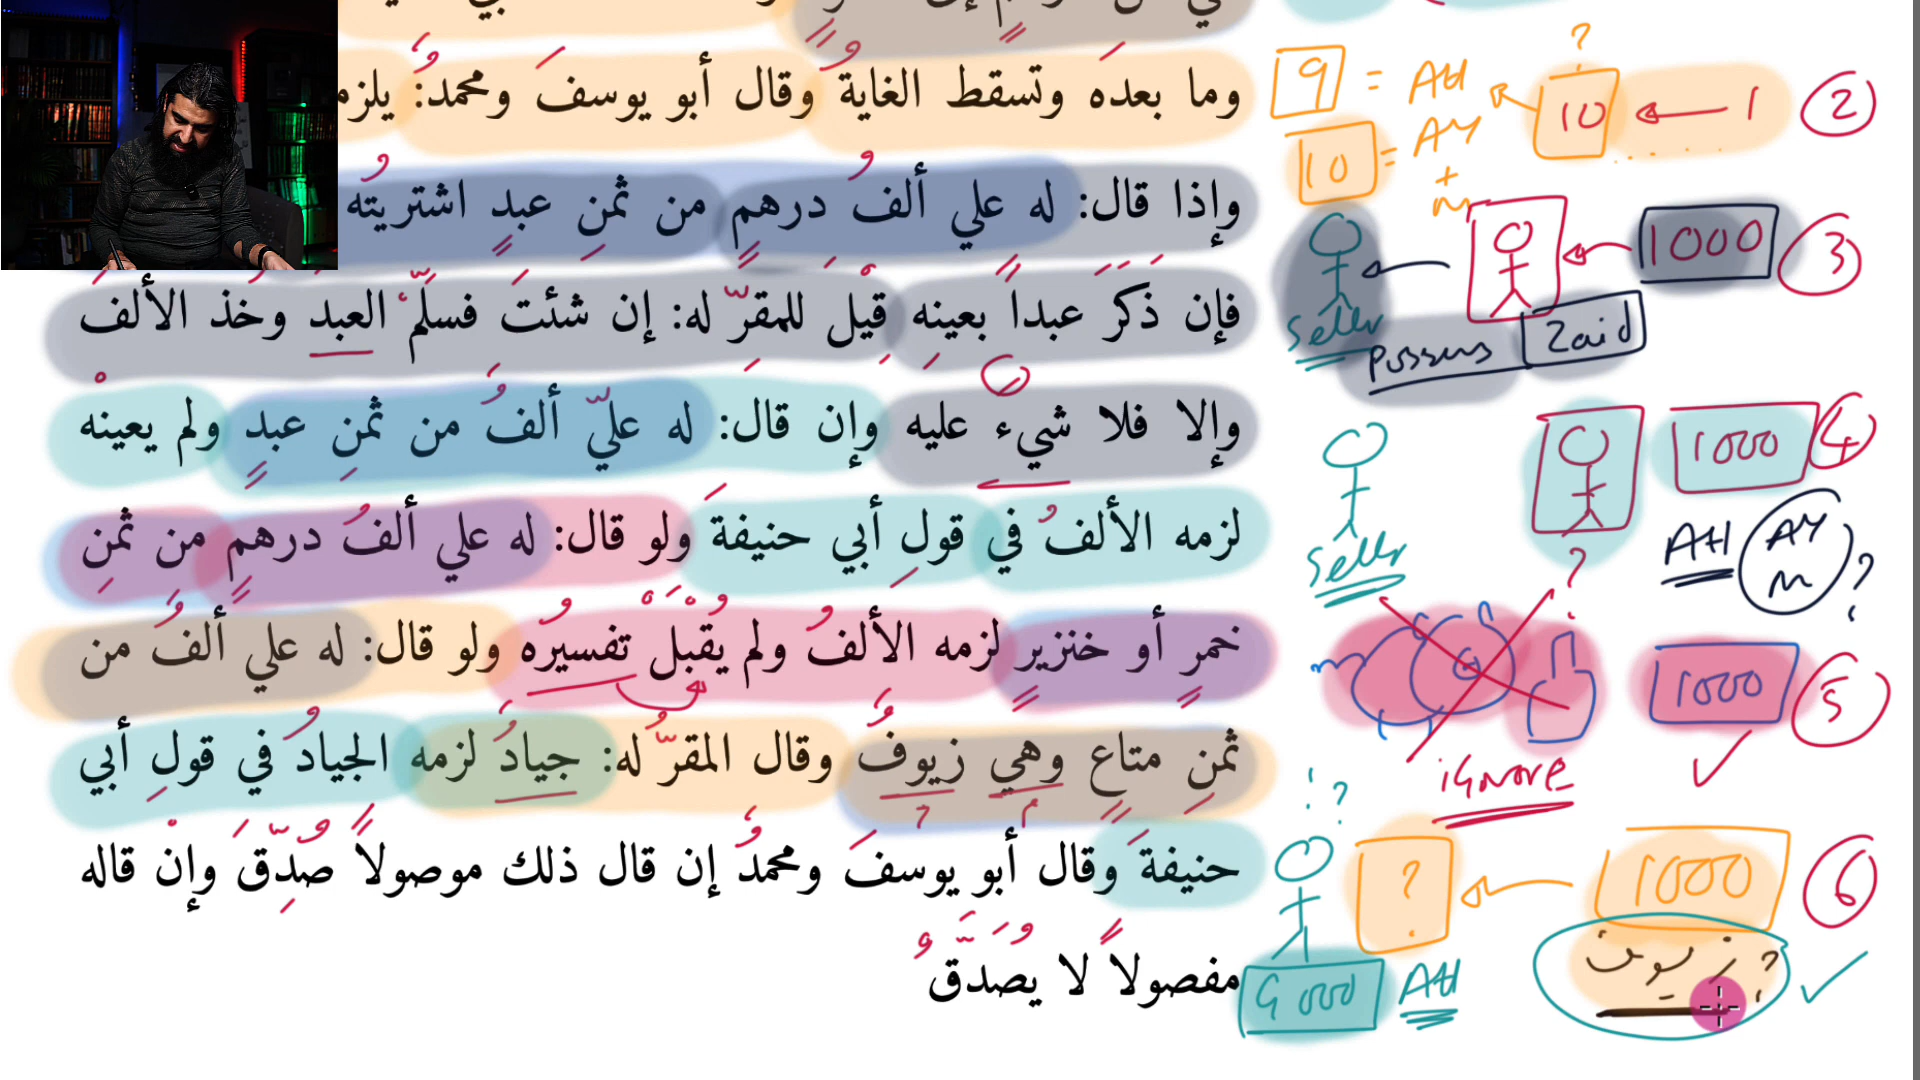 وما بعده وتسقط الغاية وقال أبو يوسف ومحمد: يلزم
وإذا قال: له علي ألف درهم من ثمن عبد اشتريته
فإن ذكر عبداً بعينه قيل للمقر له: إن شئت فسلم العبد وخذ الألف
وإلا فلا شيء عليه وإن قال: له علي ألف من ثمن عبد ولم يعينه
لزمه الألف في قول أبي حنيفة ولو قال: له علي ألف درهم من ثمن
خمر أو خنزير لزمه الألف ولم يقبل تفسيره ولو قال: له علي ألف من
ثمن متاع وهي زيوف وقال المقر له: جياد لزمه الجياد في قول أبي
حنيفة وقال أبو يوسف ومحمد إن قال ذلك موصولاً صدق وإن قاله
مفصولاً لا يصدق
9 = AH
10 = AY + M
? 10 ← 1
2
Seller
1000
3
Possess Zaid
Seller
?
1000
4
AH AY M ?
1000
5
ignore
! ?
?
1000
6
G 1000 AH
زيوف ?